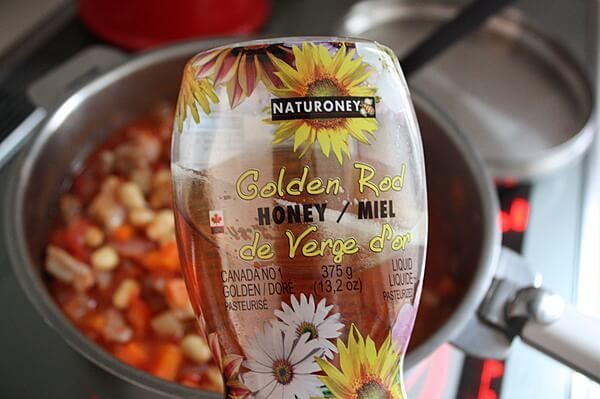 NATURONEY
Golden Rod
HONEY / MIEL
de Verge d'or
CANADA NO 1
GOLDEN / DORÉ
PASTEURISÉ
375 g
(13,2 oz)
LIQUID
LIQUIDE
PASTEURIZED